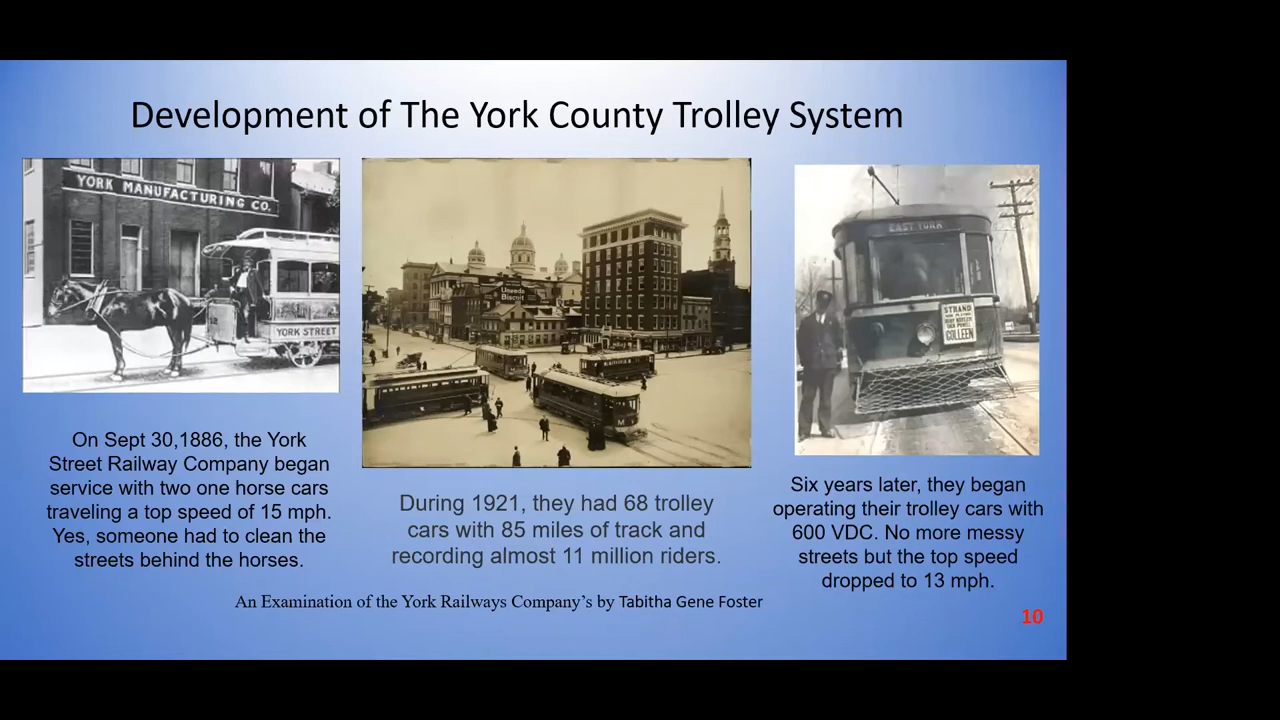 Development of The York County Trolley System
YORK MANUFACTURING CO.
YORK STREET
Uneeda
Biscuit
M
EAST YORK
STRAND
COLLEEN
On Sept 30,1886, the York
Street Railway Company began
service with two one horse cars
traveling a top speed of 15 mph.
Yes, someone had to clean the
streets behind the horses.
During 1921, they had 68 trolley
cars with 85 miles of track and
recording almost 11 million riders.
Six years later, they began
operating their trolley cars with
600 VDC. No more messy
streets but the top speed
dropped to 13 mph.
An Examination of the York Railways Company’s by Tabitha Gene Foster
10